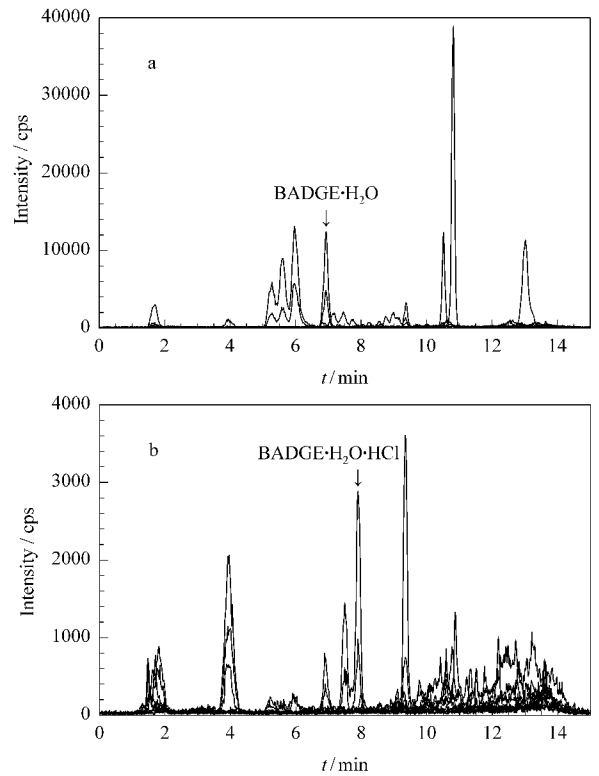 40000
a
30000
Intensity / cps
BADGE·H₂O
20000
10000
0
0 2 4 6 8 10 12 14
t / min
4000
b
BADGE·H₂O·HCl
3000
Intensity / cps
2000
1000
0
0 2 4 6 8 10 12 14
t / min